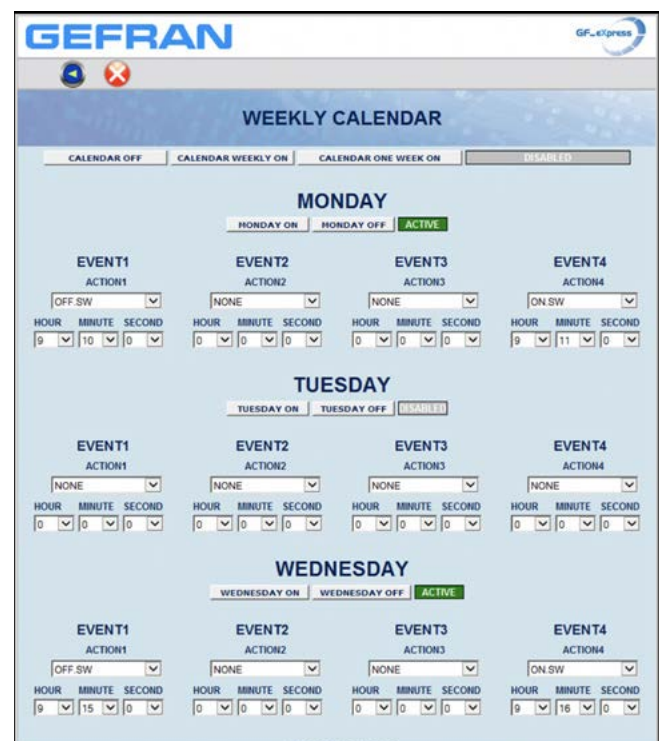 GEFRAN
GF_eXpress
WEEKLY CALENDAR
CALENDAR OFF CALENDAR WEEKLY ON CALENDAR ONE WEEK ON DISABLED
MONDAY
MONDAY ON MONDAY OFF ACTIVE
EVENT1 EVENT2 EVENT3 EVENT4
ACTION1 ACTION2 ACTION3 ACTION4
OFF.SW NONE NONE ON.SW
HOUR MINUTE SECOND HOUR MINUTE SECOND HOUR MINUTE SECOND HOUR MINUTE SECOND
9 10 0 0 0 0 0 0 0 9 11 0
TUESDAY
TUESDAY ON TUESDAY OFF DISABLED
EVENT1 EVENT2 EVENT3 EVENT4
ACTION1 ACTION2 ACTION3 ACTION4
NONE NONE NONE NONE
HOUR MINUTE SECOND HOUR MINUTE SECOND HOUR MINUTE SECOND HOUR MINUTE SECOND
0 0 0 0 0 0 0 0 0 0 0 0
WEDNESDAY
WEDNESDAY ON WEDNESDAY OFF ACTIVE
EVENT1 EVENT2 EVENT3 EVENT4
ACTION1 ACTION2 ACTION3 ACTION4
OFF.SW NONE NONE ON.SW
HOUR MINUTE SECOND HOUR MINUTE SECOND HOUR MINUTE SECOND HOUR MINUTE SECOND
9 15 0 0 0 0 0 0 0 9 16 0